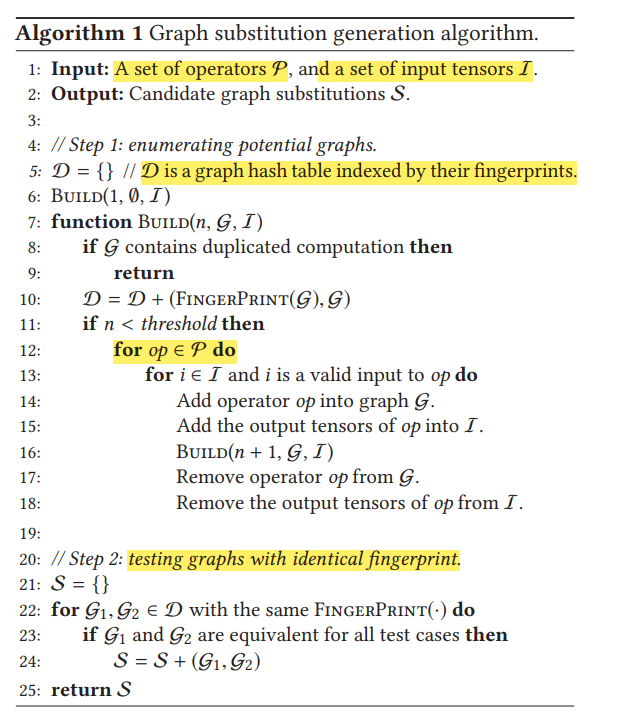 Algorithm 1 Graph substitution generation algorithm.
1: Input: A set of operators 𝒫, and a set of input tensors ℐ.
2: Output: Candidate graph substitutions 𝒮.
3:
4: // Step 1: enumerating potential graphs.
5: 𝒟 = {} // 𝒟 is a graph hash table indexed by their fingerprints.
6: BUILD(1, ∅, ℐ)
7: function BUILD(n, 𝒢, ℐ)
8: if 𝒢 contains duplicated computation then
9: return
10: 𝒟 = 𝒟 + (FINGERPRINT(𝒢), 𝒢)
11: if n < threshold then
12: for op ∈ 𝒫 do
13: for i ∈ ℐ and i is a valid input to op do
14: Add operator op into graph 𝒢.
15: Add the output tensors of op into ℐ.
16: BUILD(n + 1, 𝒢, ℐ)
17: Remove operator op from 𝒢.
18: Remove the output tensors of op from ℐ.
19:
20: // Step 2: testing graphs with identical fingerprint.
21: 𝒮 = {}
22: for 𝒢₁, 𝒢₂ ∈ 𝒟 with the same FINGERPRINT(·) do
23: if 𝒢₁ and 𝒢₂ are equivalent for all test cases then
24: 𝒮 = 𝒮 + (𝒢₁, 𝒢₂)
25: return 𝒮